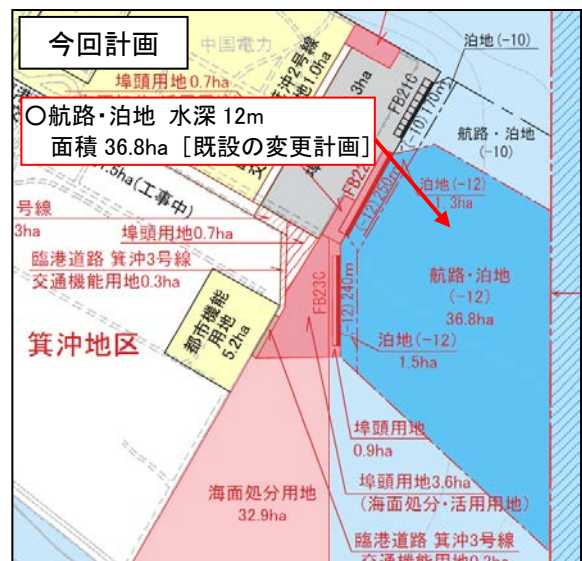 今回計画
中国電力
泊地(-10)
埠頭用地0.7ha
3ha
FB21C
(-10)170m
○航路・泊地 水深 12m
面積 36.8ha [既設の変更計画]
航路・泊地
(-10)
(工事中)
(-12)
泊地(-12)
1.3ha
号線
3ha
埠頭用地0.7ha
臨港道路 箕沖3号線
交通機能用地0.3ha
FB23C
(-12)240m
航路・泊地
(-12)
36.8ha
都市機能
用地
5.2ha
箕沖地区
泊地(-12)
1.5ha
埠頭用地
0.9ha
海面処分用地
32.9ha
埠頭用地3.6ha
(海面処分・活用用地)
臨港道路 箕沖3号線